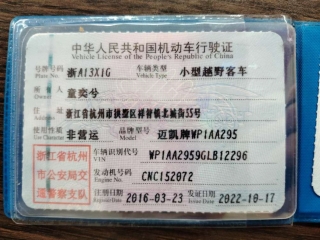 中华人民共和国机动车行驶证
Vehicle License of the People's Republic of China
号牌号码 浙A13X1G 车辆类型 小型越野客车
Plate No. Vehicle Type
所有人 童奕兮
Owner
住址 浙江省杭州市拱墅区祥符镇北城街55号
Address
使用性质 非营运 品牌型号 迈凯牌WP1AA295
Use Character Model
浙江省杭州市公安局交通警察支队
车辆识别代号 WP1AA2959GLB12296
VIN
发动机号码 CNC152072
Engine No.
注册日期 2016-03-23 发证日期 2022-10-17
Register Date Issue Date